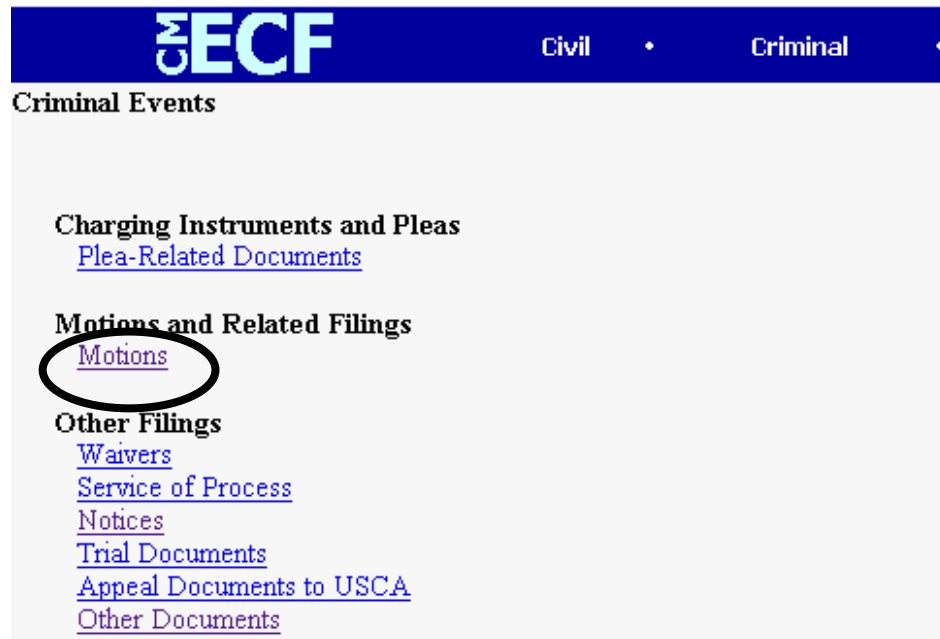 CM ECF Civil • Criminal •
Criminal Events
Charging Instruments and Pleas
Plea-Related Documents
Motions and Related Filings
Motions
Other Filings
Waivers
Service of Process
Notices
Trial Documents
Appeal Documents to USCA
Other Documents